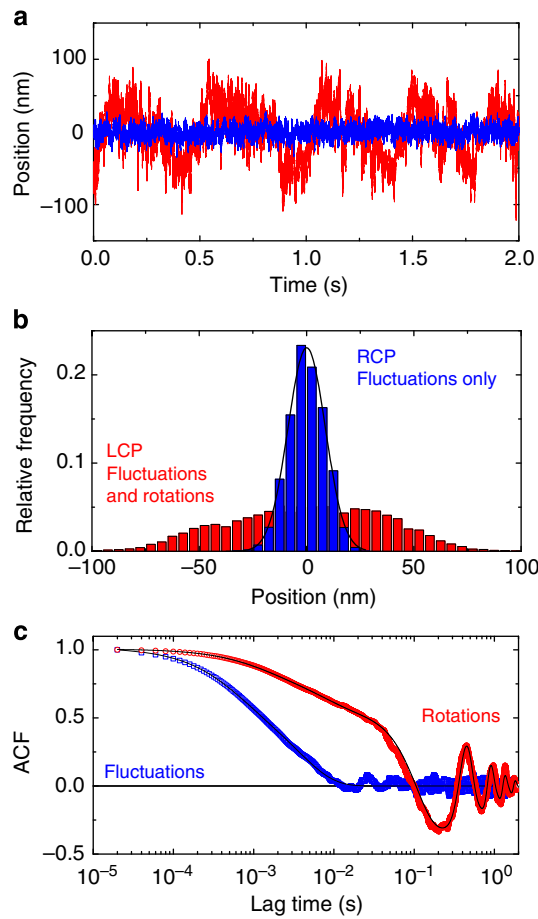 a
100
0
−100
Position (nm)
0.0 0.5 1.0 1.5 2.0
Time (s)
b
0.2
0.1
0.0
Relative frequency
RCP
Fluctuations only
LCP
Fluctuations
and rotations
−100 −50 0 50 100
Position (nm)
c
1.0
0.5
0.0
−0.5
ACF
Rotations
Fluctuations
10⁻⁵ 10⁻⁴ 10⁻³ 10⁻² 10⁻¹ 10⁰
Lag time (s)